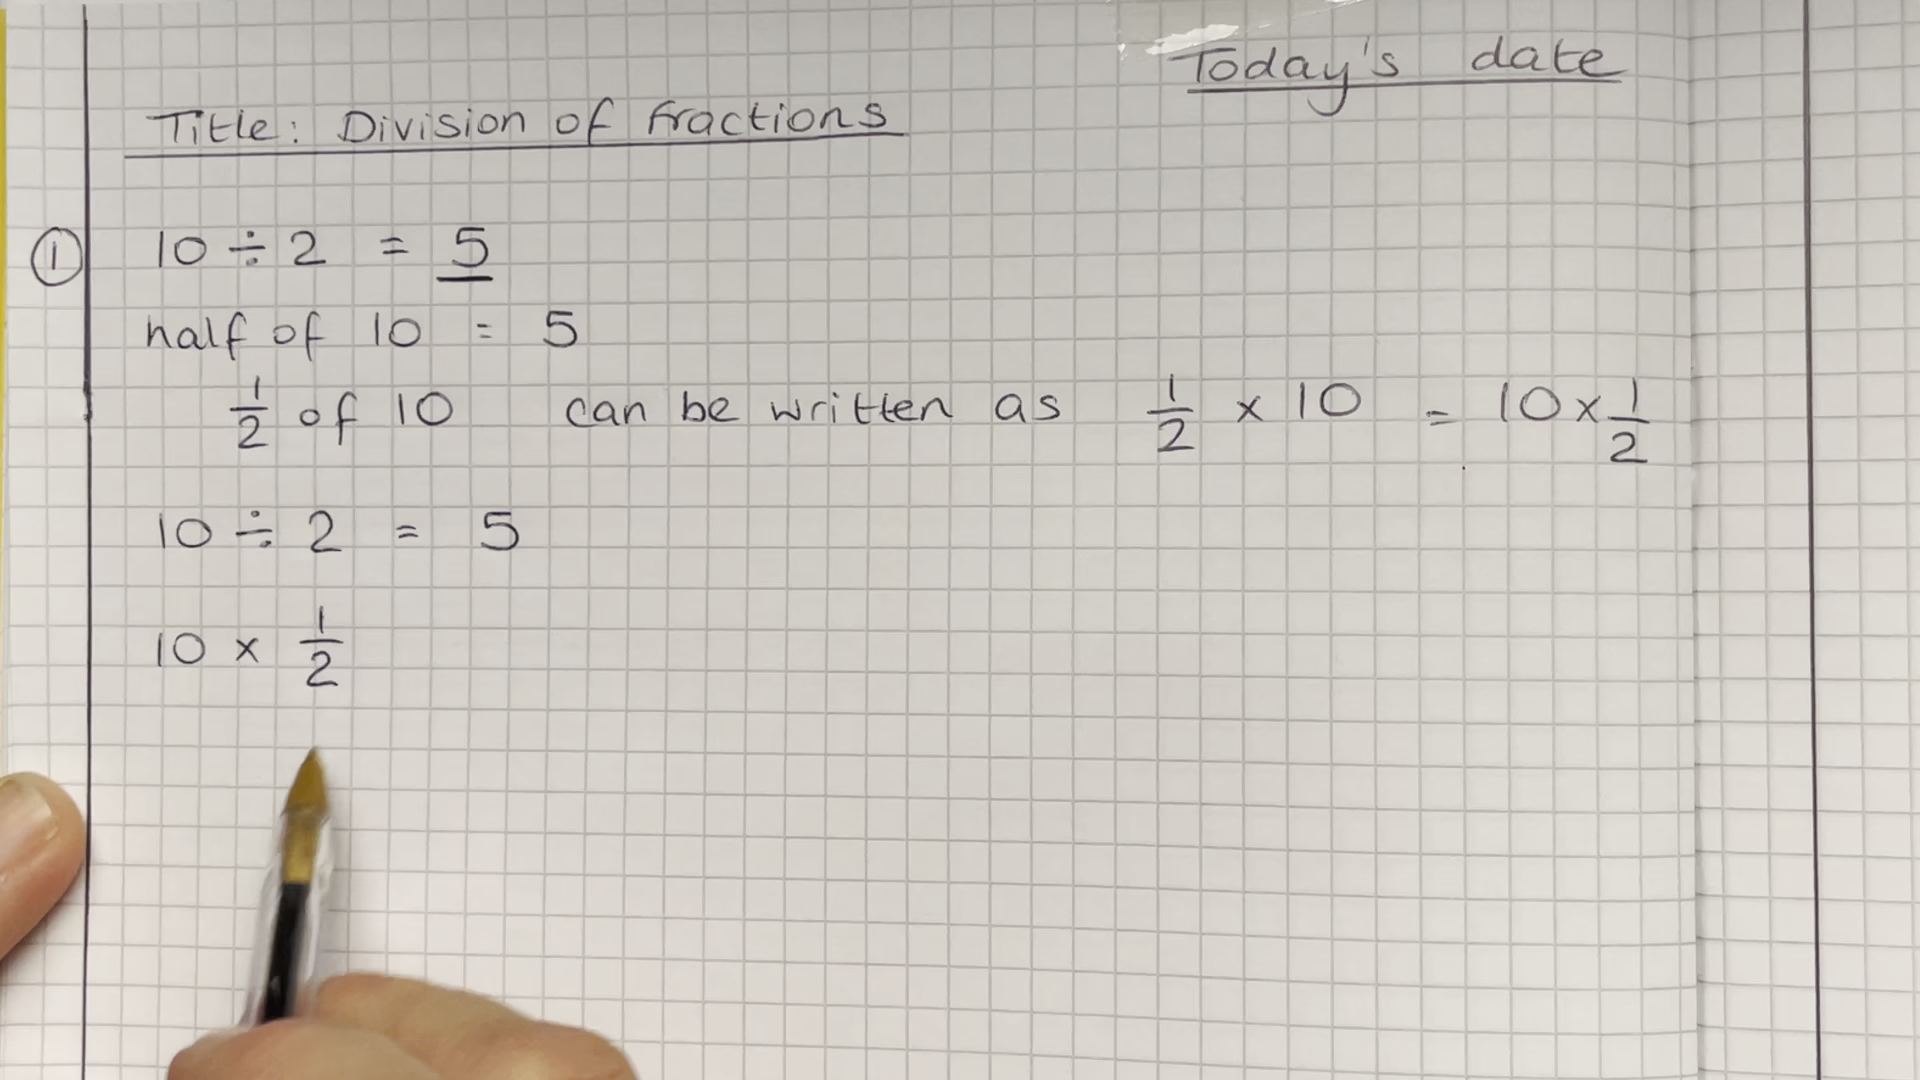 Today's date
Title: Division of fractions
① 10 ÷ 2 = 5
half of 10 = 5
1/2 of 10 can be written as 1/2 × 10 = 10 × 1/2
10 ÷ 2 = 5
10 × 1/2